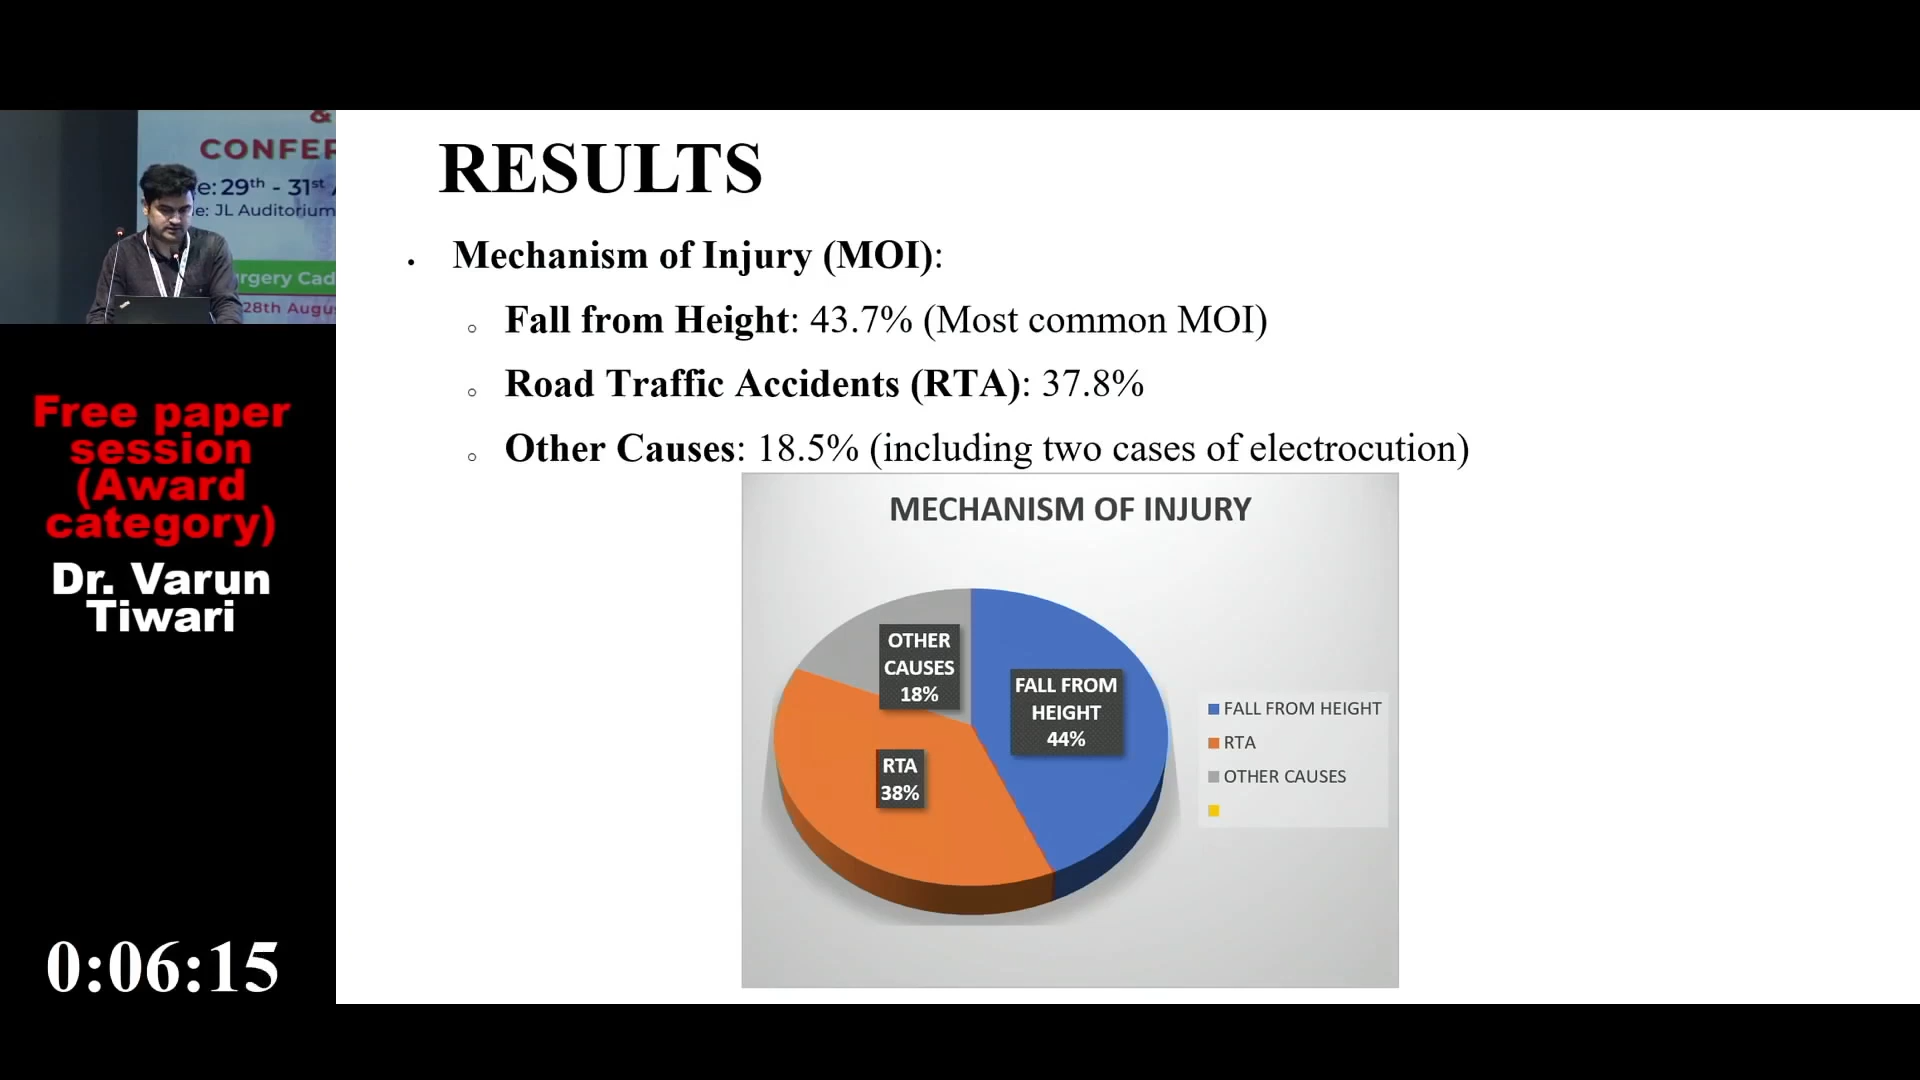 &
CONFER
e: 29th - 31st
e: JL Auditorium
rgery Cad
28th Augu
Free paper
session
(Award
category)
Dr. Varun
Tiwari
0:06:15
RESULTS
• Mechanism of Injury (MOI):
○ Fall from Height: 43.7% (Most common MOI)
○ Road Traffic Accidents (RTA): 37.8%
○ Other Causes: 18.5% (including two cases of electrocution)
MECHANISM OF INJURY
OTHER
CAUSES
18%
FALL FROM
HEIGHT
44%
RTA
38%
FALL FROM HEIGHT
RTA
OTHER CAUSES